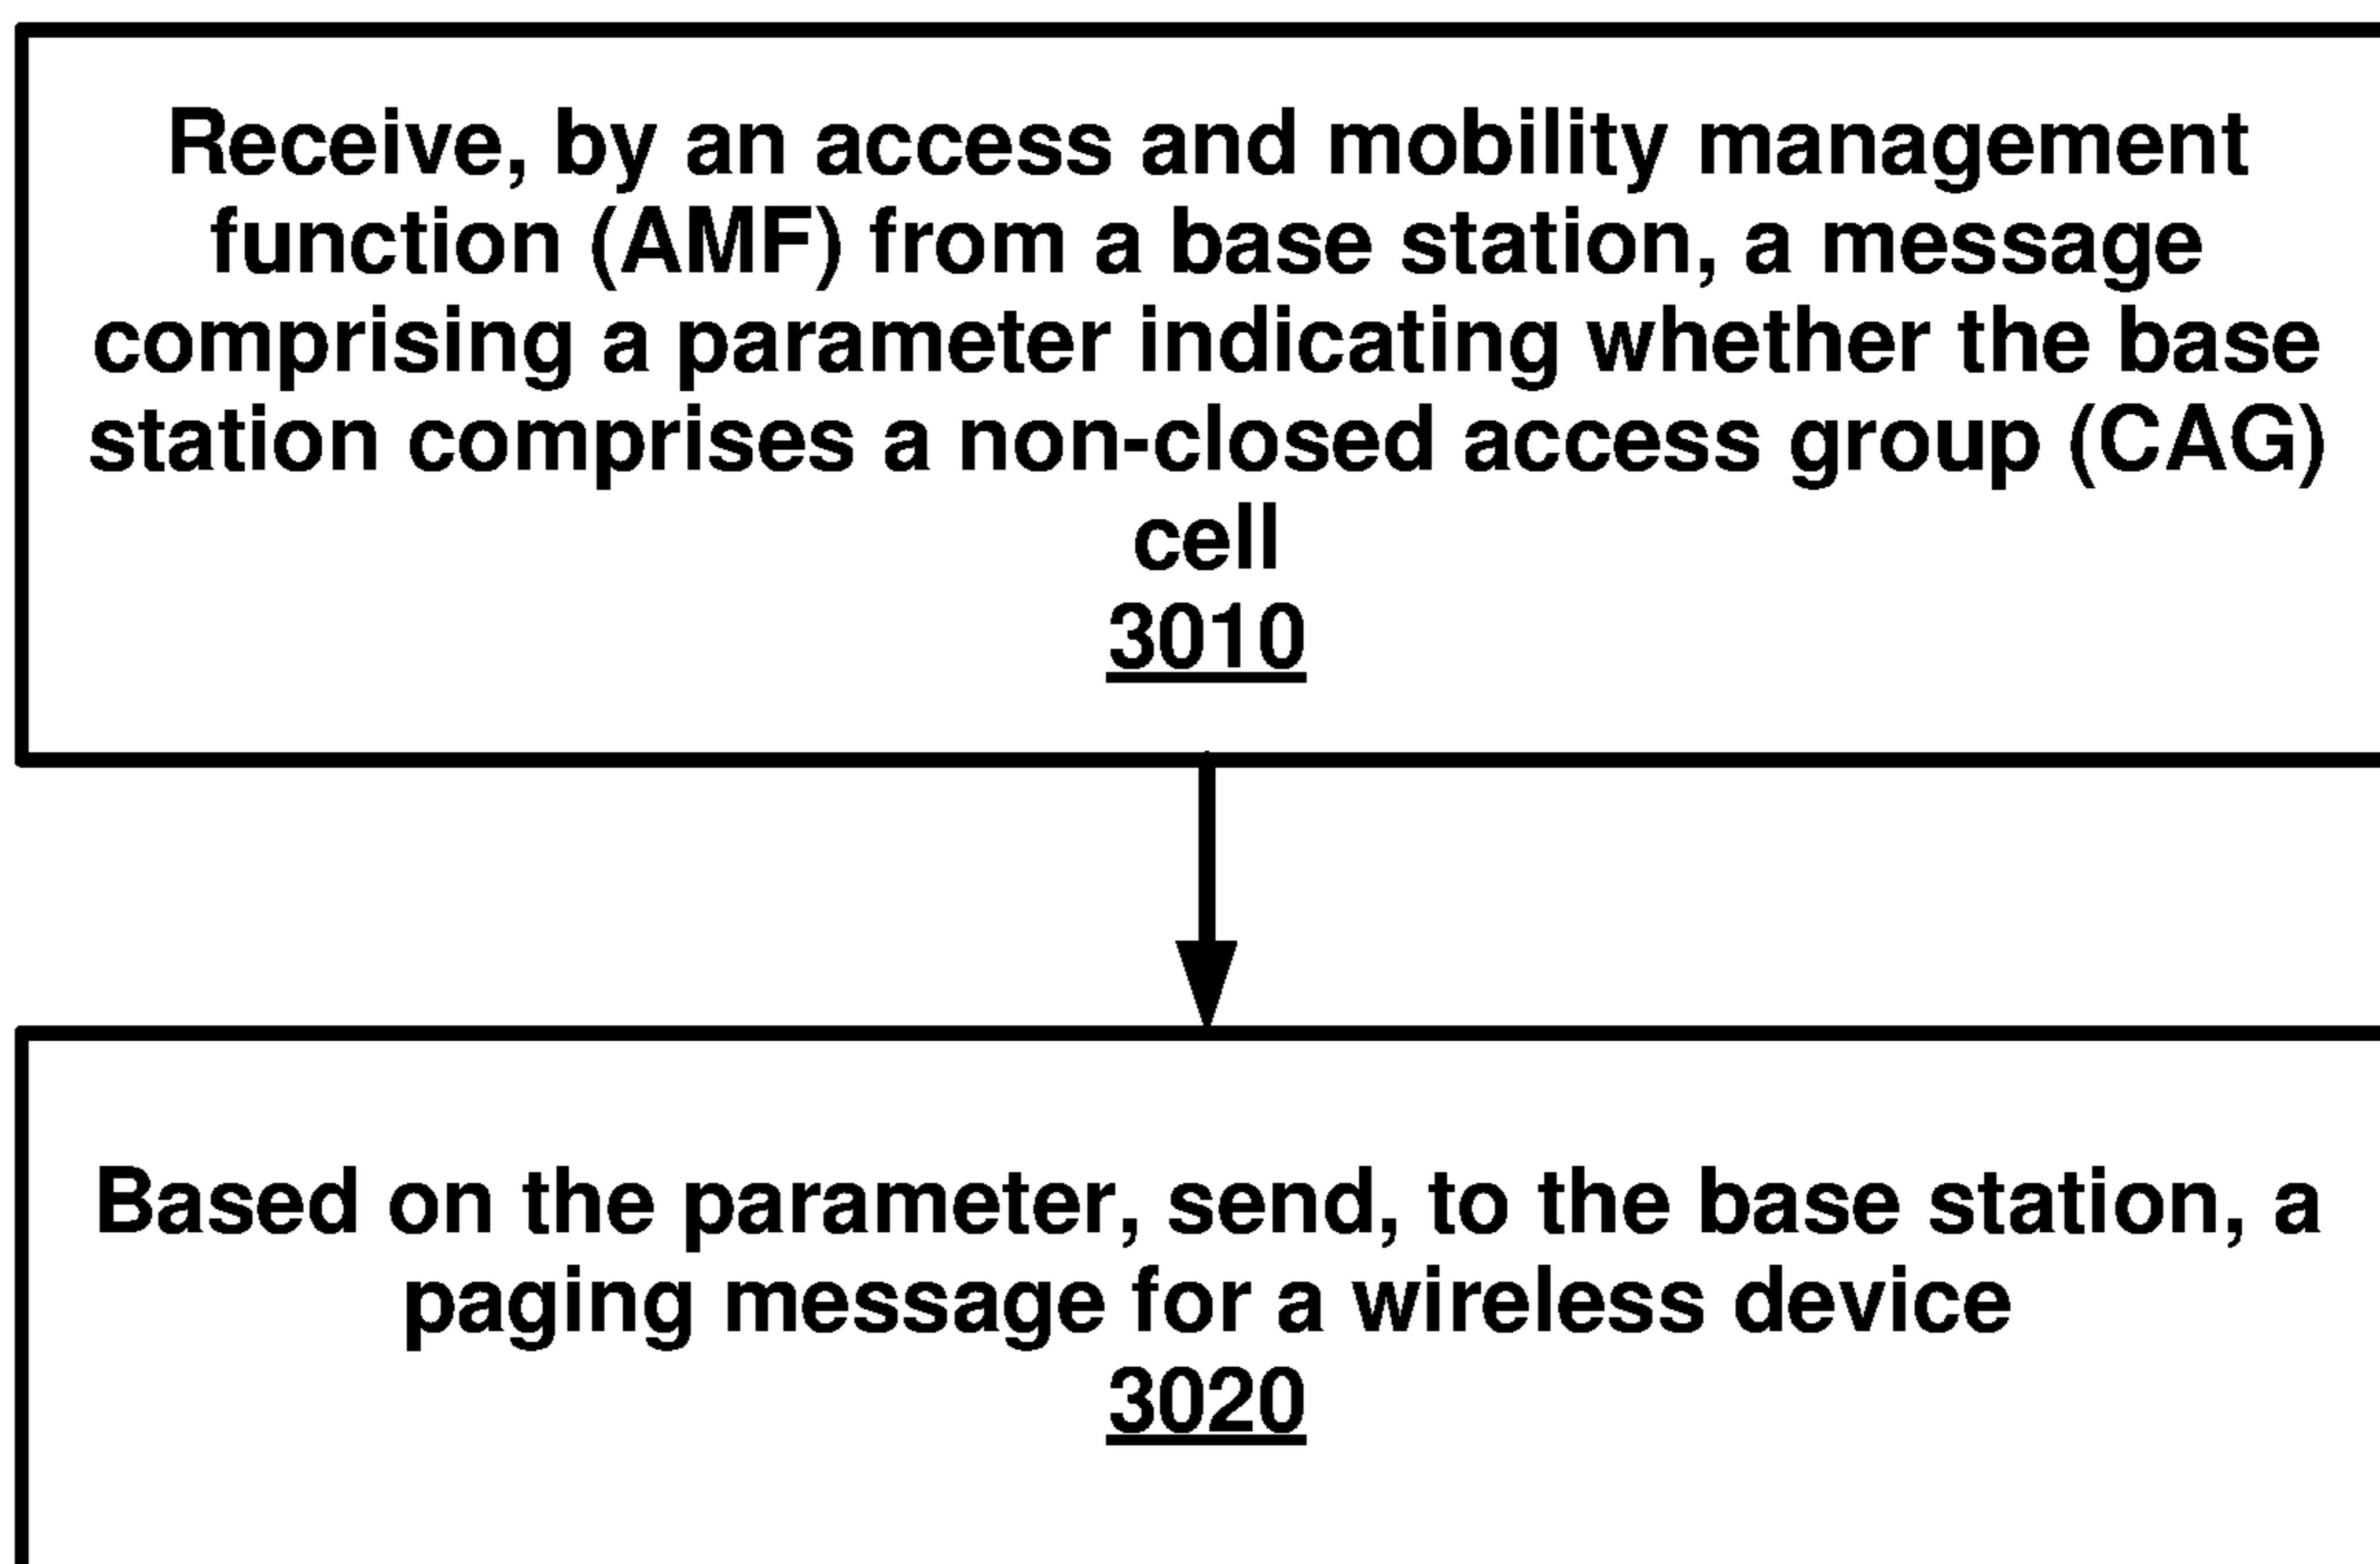 Receive, by an access and mobility management
function (AMF) from a base station, a message
comprising a parameter indicating whether the base
station comprises a non-closed access group (CAG)
cell
3010
Based on the parameter, send, to the base station, a
paging message for a wireless device
3020